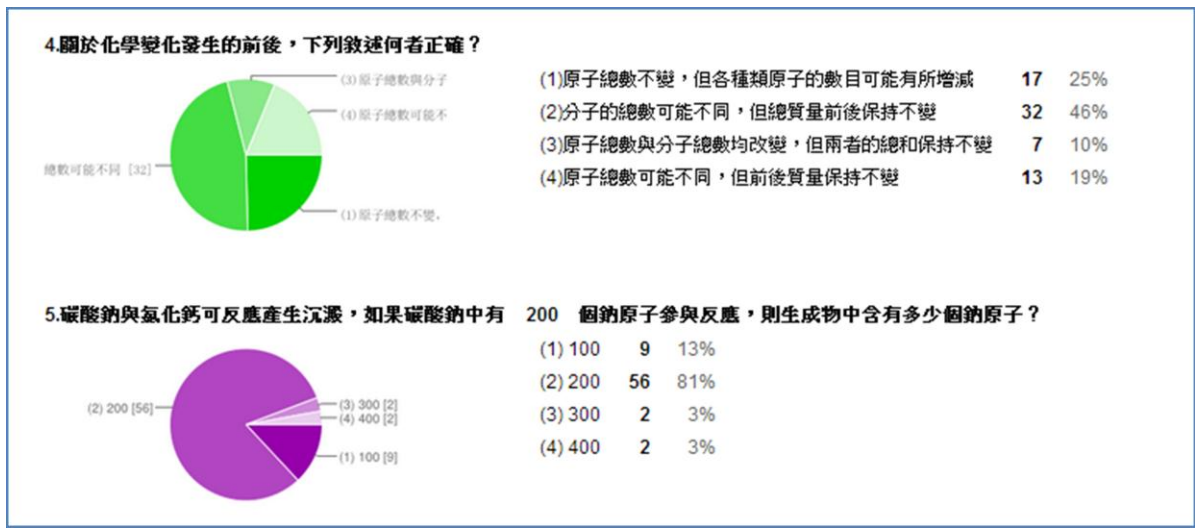 4.關於化學變化發生的前後，下列敘述何者正確？
(3)原子總數與分子
(4)原子總數可能不
總數可能不同 [32]
(1)原子總數不變，
(1)原子總數不變，但各種類原子的數目可能有所增減 17 25%
(2)分子的總數可能不同，但總質量前後保持不變 32 46%
(3)原子總數與分子總數均改變，但兩者的總和保持不變 7 10%
(4)原子總數可能不同，但前後質量保持不變 13 19%
5.碳酸鈉與氯化鈣可反應產生沉澱，如果碳酸鈉中有 200 個鈉原子參與反應，則生成物中含有多少個鈉原子？
(2) 200 [56]
(3) 300 [2]
(4) 400 [2]
(1) 100 [9]
(1) 100 9 13%
(2) 200 56 81%
(3) 300 2 3%
(4) 400 2 3%